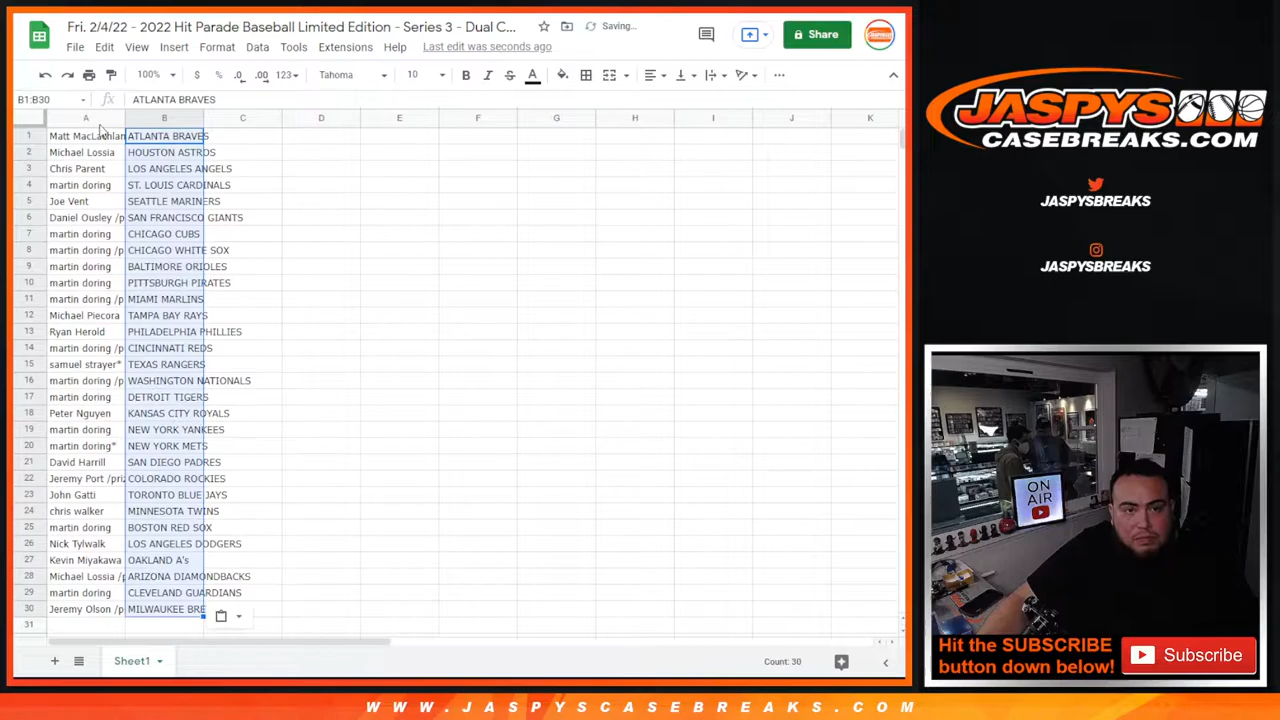 Fri. 2/4/22 - 2022 Hit Parade Baseball Limited Edition - Series 3 - Dual C...
Saving...
Share
File Edit View Insert Format Data Tools Extensions Help Last edit was seconds ago
100% $ % .0 .00 123 Tahoma 10 B I S A
B1:B30 fx ATLANTA BRAVES
A B C D E F G H I J K
1 Matt MacLachlan ATLANTA BRAVES
2 Michael Lossia HOUSTON ASTROS
3 Chris Parent LOS ANGELES ANGELS
4 martin doring ST. LOUIS CARDINALS
5 Joe Vent SEATTLE MARINERS
6 Daniel Ousley /p SAN FRANCISCO GIANTS
7 martin doring CHICAGO CUBS
8 martin doring /p CHICAGO WHITE SOX
9 martin doring BALTIMORE ORIOLES
10 martin doring PITTSBURGH PIRATES
11 martin doring /p MIAMI MARLINS
12 Michael Piecora TAMPA BAY RAYS
13 Ryan Herold PHILADELPHIA PHILLIES
14 martin doring /p CINCINNATI REDS
15 samuel strayer* TEXAS RANGERS
16 martin doring /p WASHINGTON NATIONALS
17 martin doring DETROIT TIGERS
18 Peter Nguyen KANSAS CITY ROYALS
19 martin doring NEW YORK YANKEES
20 martin doring* NEW YORK METS
21 David Harrill SAN DIEGO PADRES
22 Jeremy Port /priz COLORADO ROCKIES
23 John Gatti TORONTO BLUE JAYS
24 chris walker MINNESOTA TWINS
25 martin doring BOSTON RED SOX
26 Nick Tylwalk LOS ANGELES DODGERS
27 Kevin Miyakawa OAKLAND A's
28 Michael Lossia /p ARIZONA DIAMONDBACKS
29 martin doring CLEVELAND GUARDIANS
30 Jeremy Olson /p MILWAUKEE BRE
31
Sheet1
Count: 30
JASPYS
CASEBREAKS.COM
JASPYSBREAKS
JASPYSBREAKS
ON
AIR
Hit the SUBSCRIBE
button down below!
Subscribe
WWW.JASPYSCASEBREAKS.COM